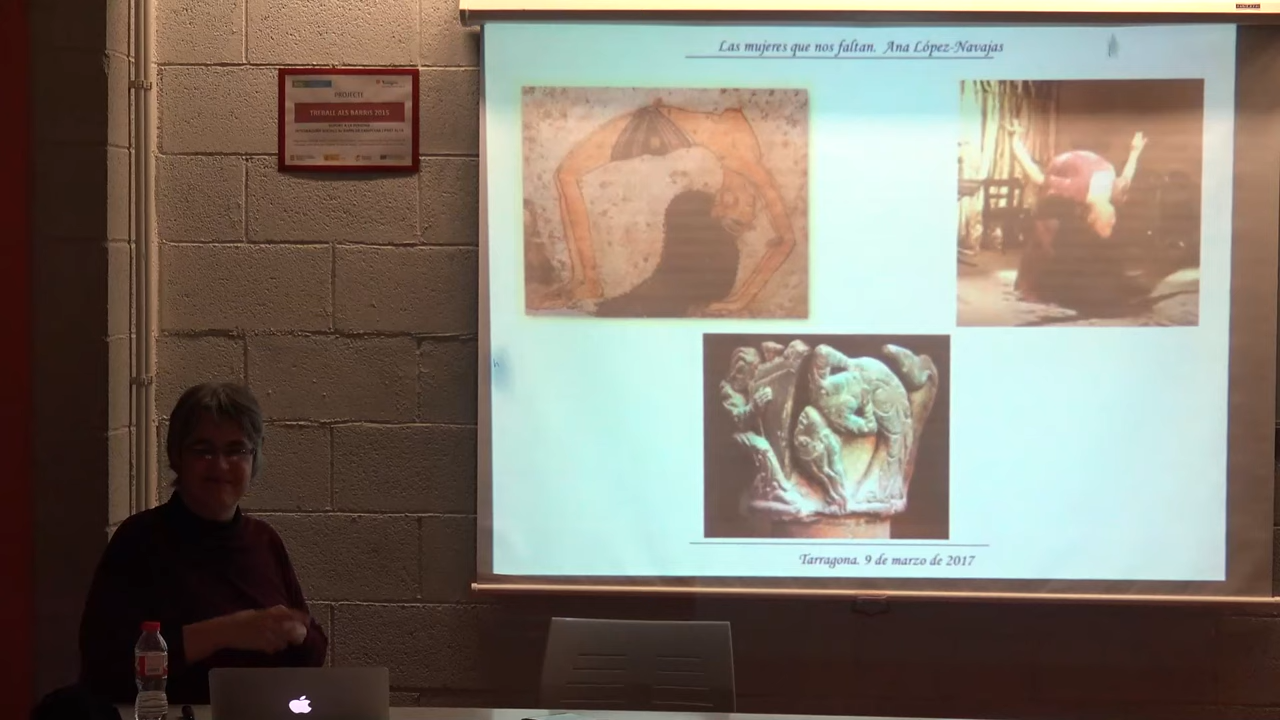 Las mujeres que nos faltan. Ana López-Navajas
PROJECTE
TREBALL ALS BARRIS 2015
Tarragona. 9 de marzo de 2017